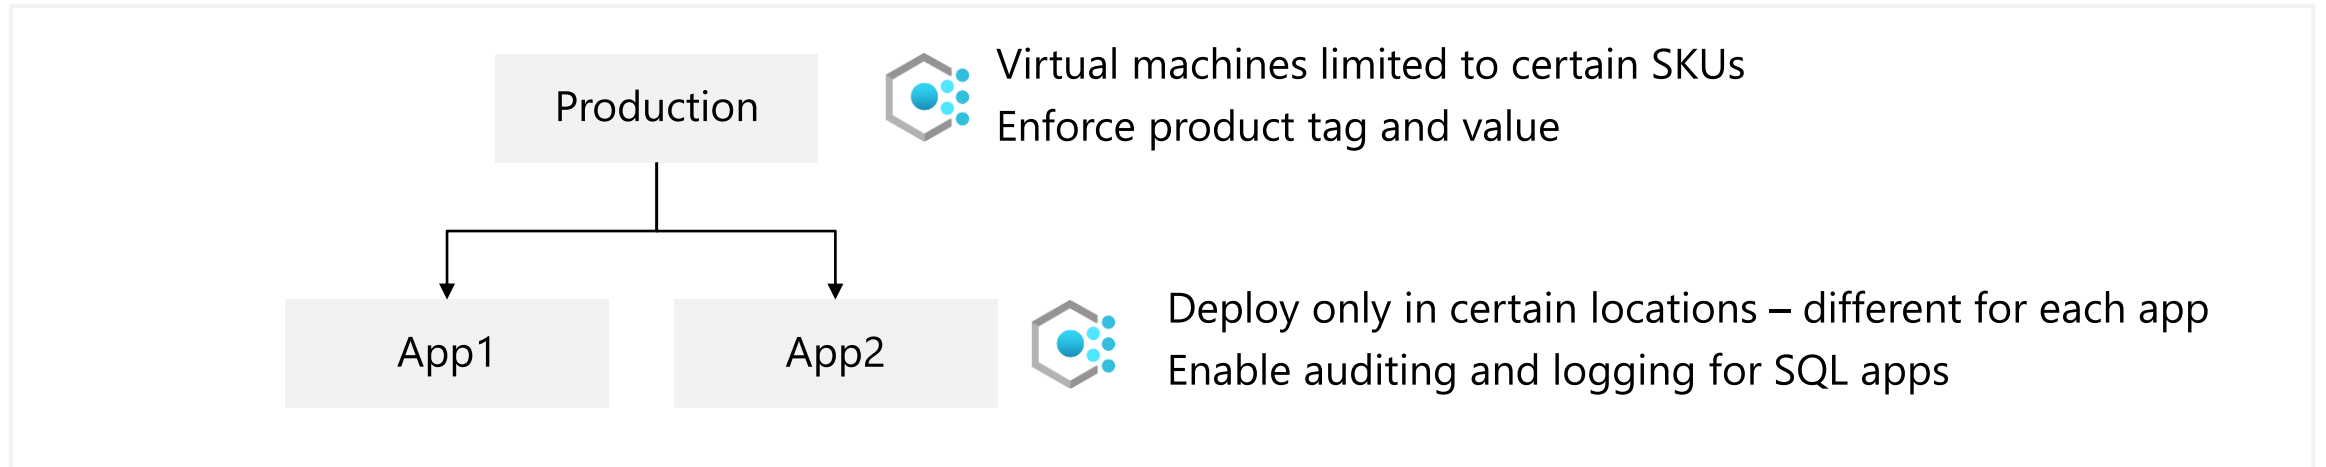 Production
Virtual machines limited to certain SKUs
Enforce product tag and value
App1
App2
Deploy only in certain locations – different for each app
Enable auditing and logging for SQL apps